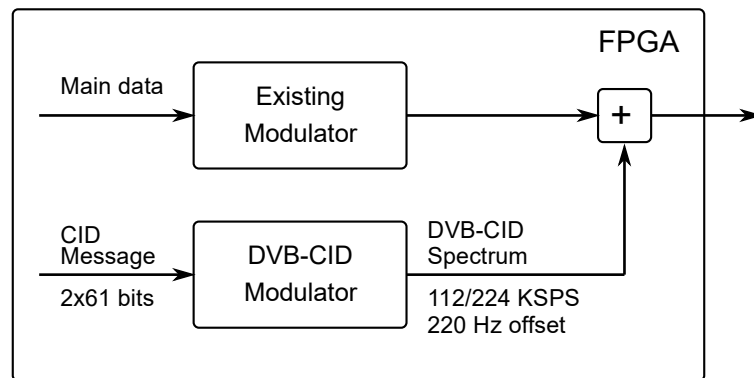 FPGA
Main data
Existing
Modulator
+
CID
Message
2x61 bits
DVB-CID
Modulator
DVB-CID
Spectrum
112/224 KSPS
220 Hz offset